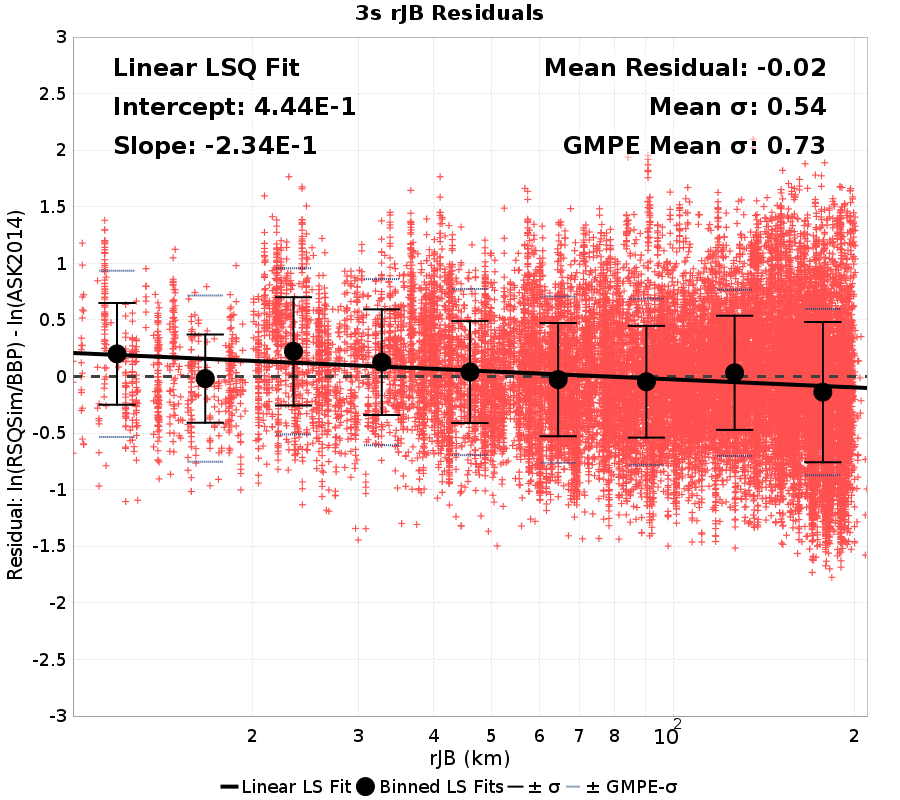 3s rJB Residuals
Linear LSQ Fit
Intercept: 4.44E-1
Slope: -2.34E-1
Mean Residual: -0.02
Mean σ: 0.54
GMPE Mean σ: 0.73
Residual: ln(RSQSim/BBP) - ln(ASK2014)
3
2.5
2
1.5
1
0.5
0
-0.5
-1
-1.5
-2
-2.5
-3
2 3 4 5 6 7 8 10² 2
rJB (km)
Linear LS Fit Binned LS Fits ± σ ± GMPE-σ